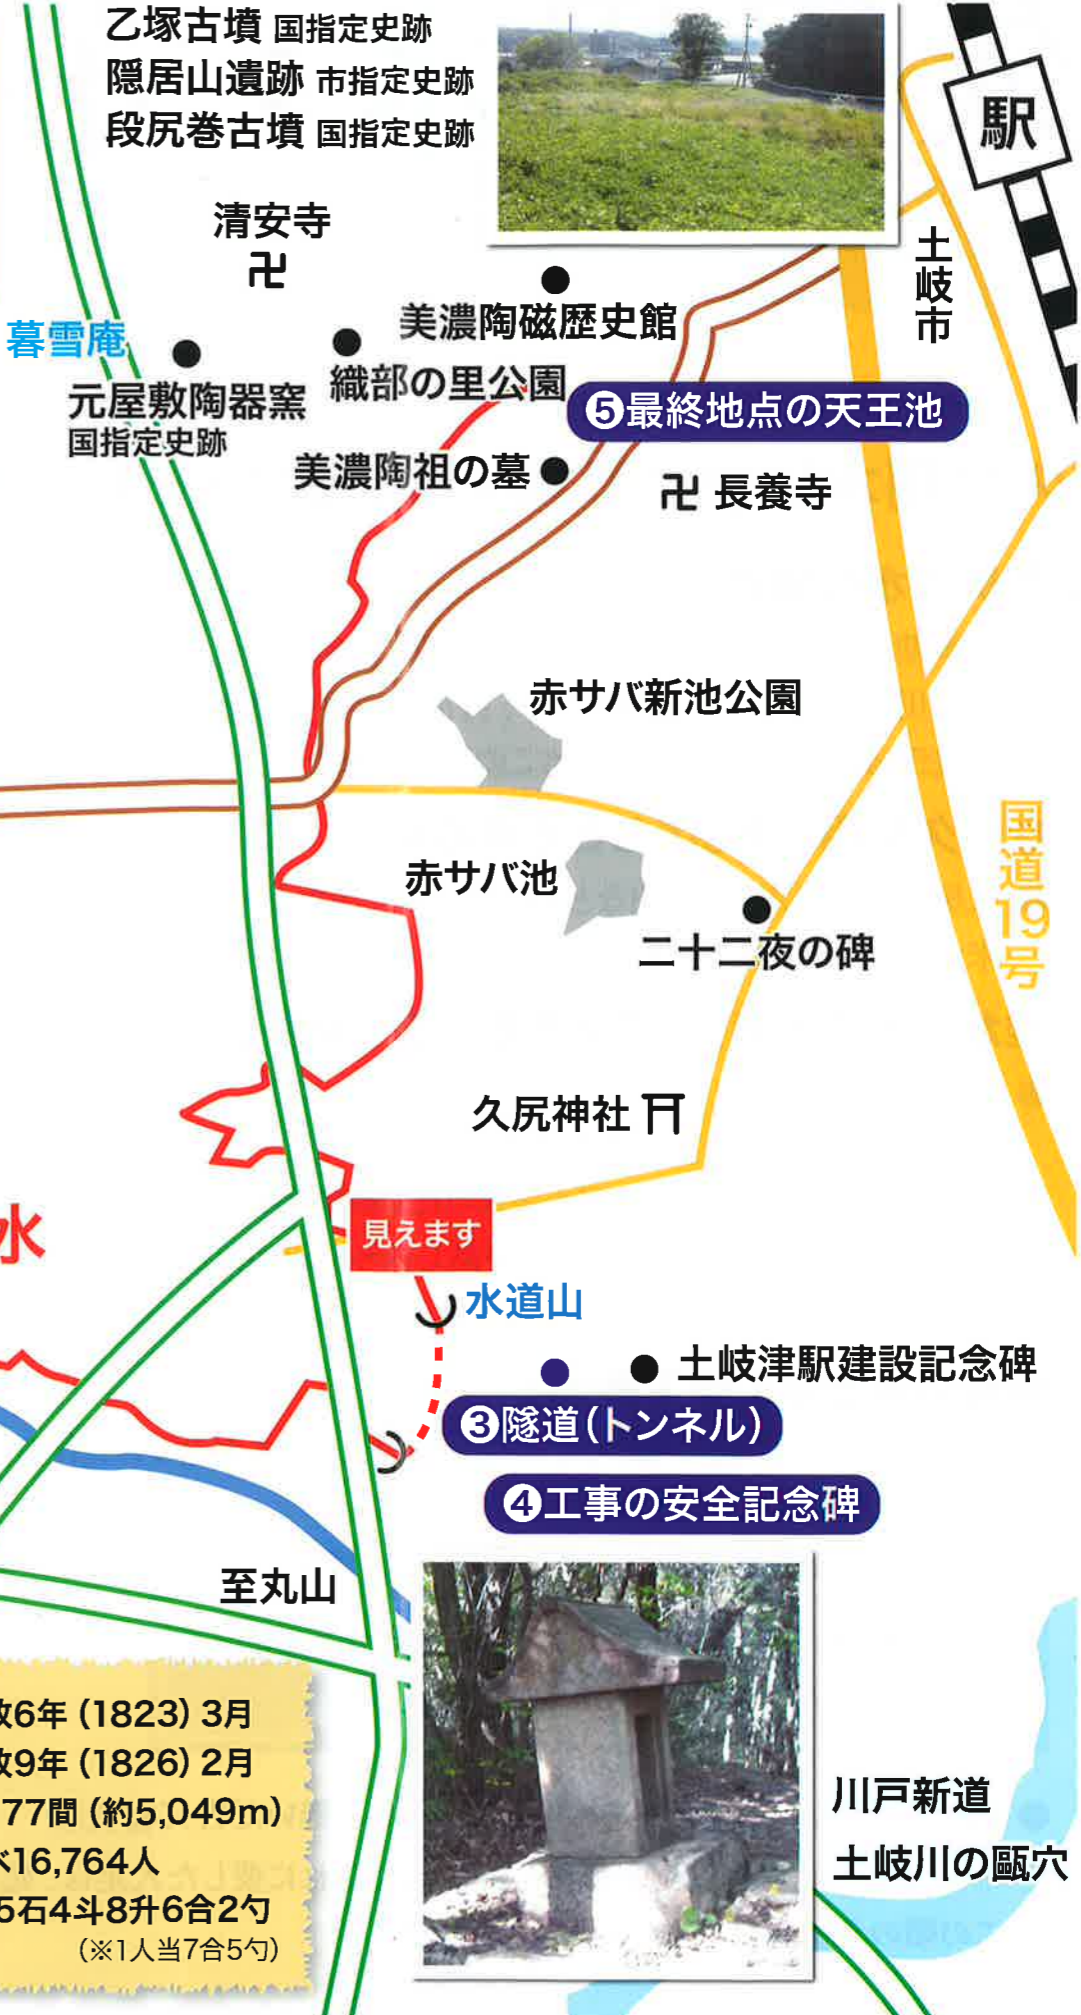 乙塚古墳 国指定史跡
隠居山遺跡 市指定史跡
段尻巻古墳 国指定史跡
駅
土岐市
清安寺
美濃陶磁歴史館
暮雪庵
元屋敷陶器窯
国指定史跡
織部の里公園
❺最終地点の天王池
美濃陶祖の墓
長養寺
赤サバ新池公園
国道19号
赤サバ池
二十二夜の碑
久尻神社
水
見えます
水道山
土岐津駅建設記念碑
❸隧道(トンネル)
❹工事の安全記念碑
至丸山
6年 (1823) 3月
9年 (1826) 2月
77間 (約5,049m)
16,764人
5石4斗8升6合2勺
(※1人当7合5勺)
川戸新道
土岐川の甌穴